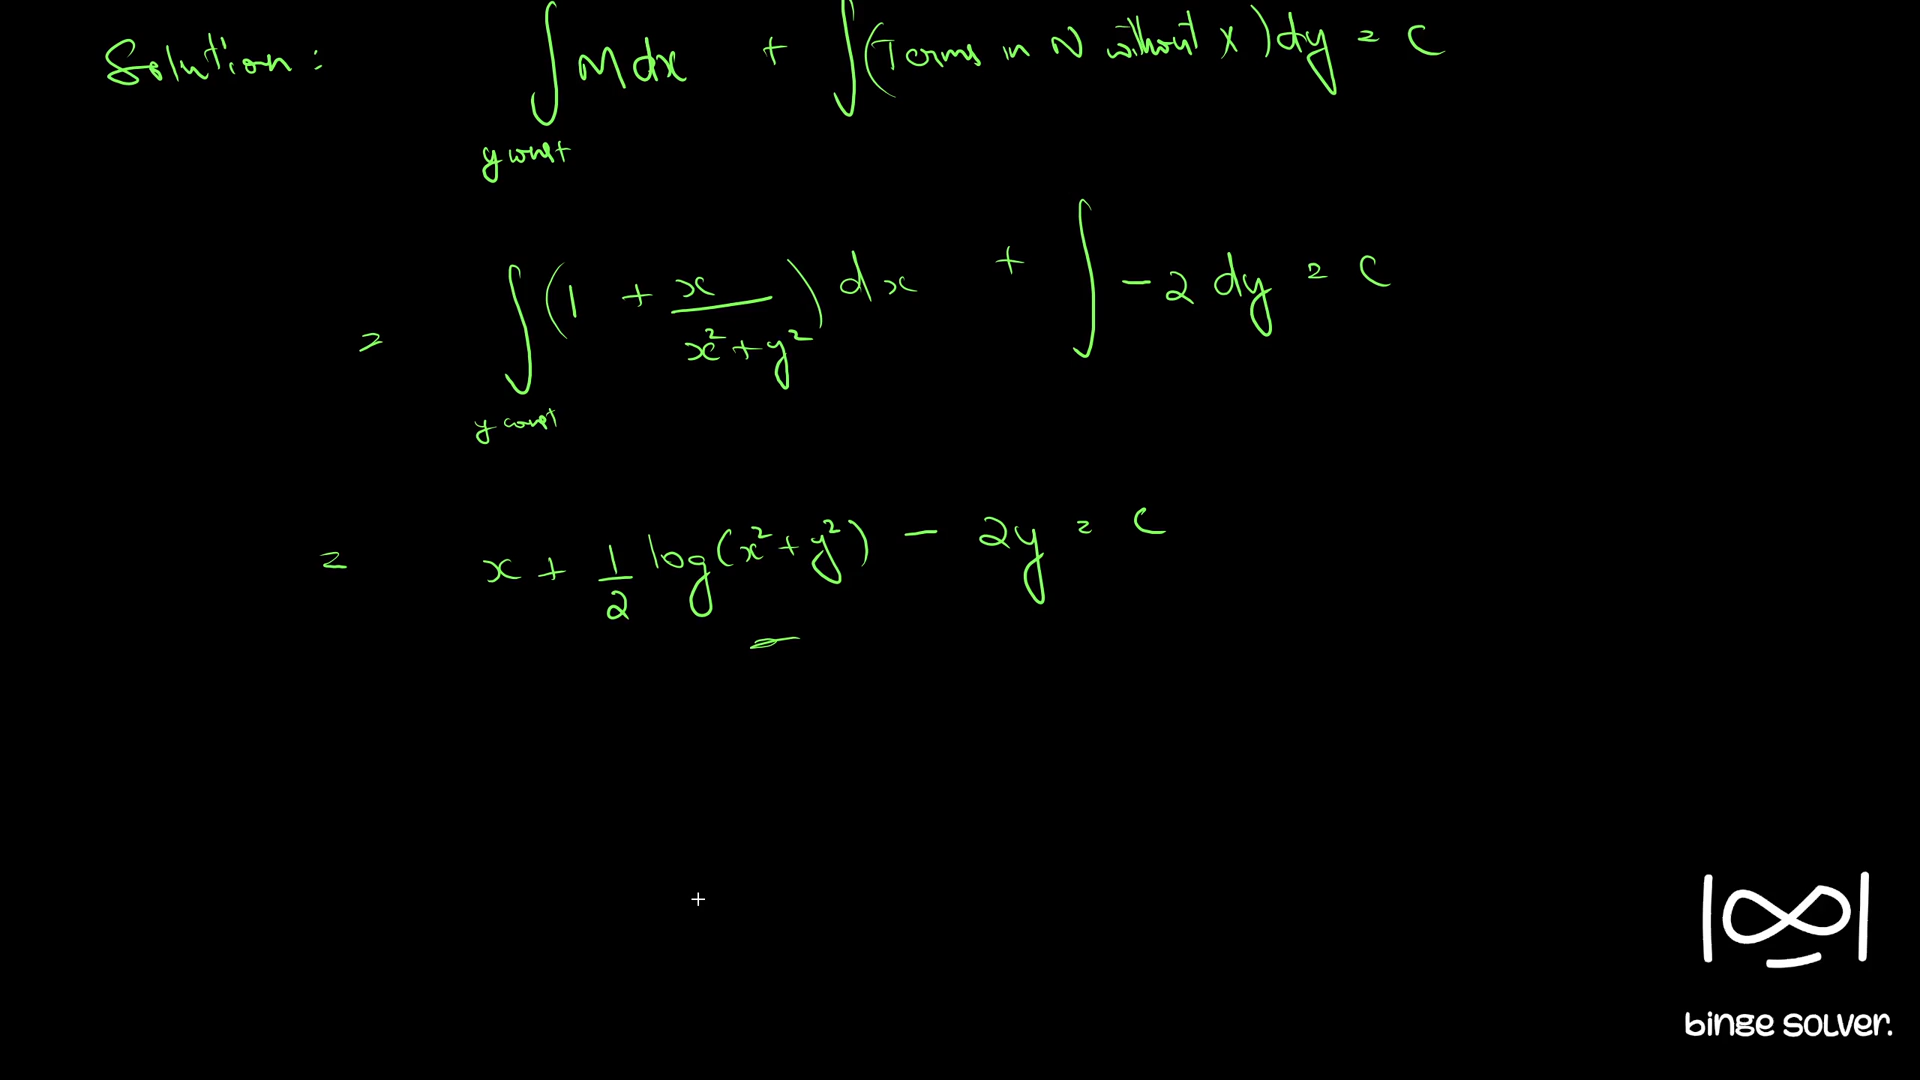 Solution : ∫ M dx + ∫ (Terms in N without x) dy = c
y const
= ∫ (1 + x/(x² + y²)) dx + ∫ -2 dy = c
y const
= x + 1/2 log(x² + y²) - 2y = c
binge solver.